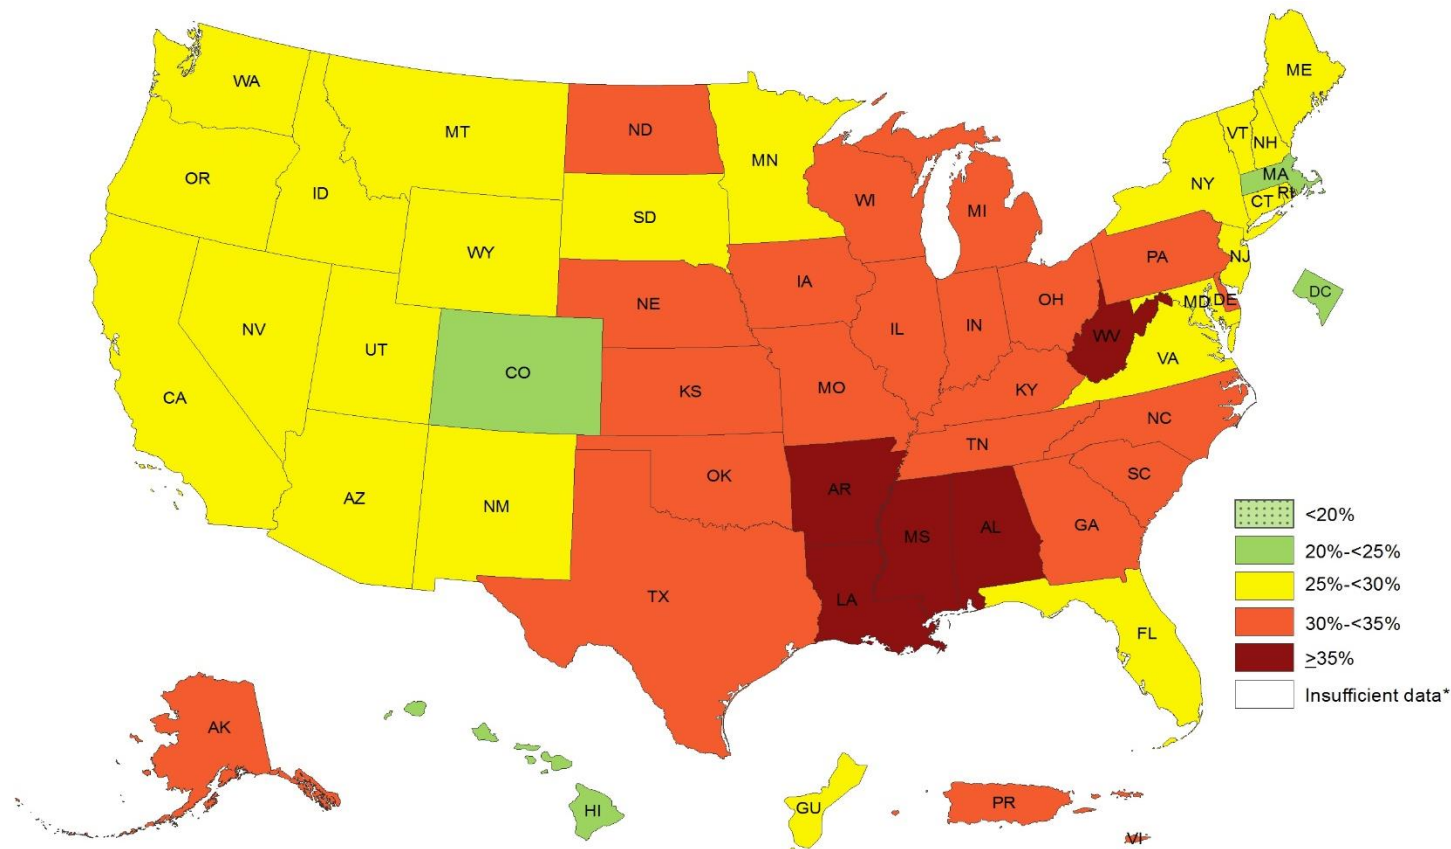 WA
MT
ND
MN
ME
VT
NH
OR
ID
SD
WI
MI
NY
MA
CT
RI
WY
NE
IA
PA
NJ
NV
UT
CO
IL
IN
OH
MD
DE
DC
CA
KS
MO
WV
VA
KY
AZ
NM
OK
AR
TN
NC
SC
TX
LA
MS
AL
GA
FL
AK
HI
GU
PR
VI
<20%
20%-<25%
25%-<30%
30%-<35%
≥35%
Insufficient data*